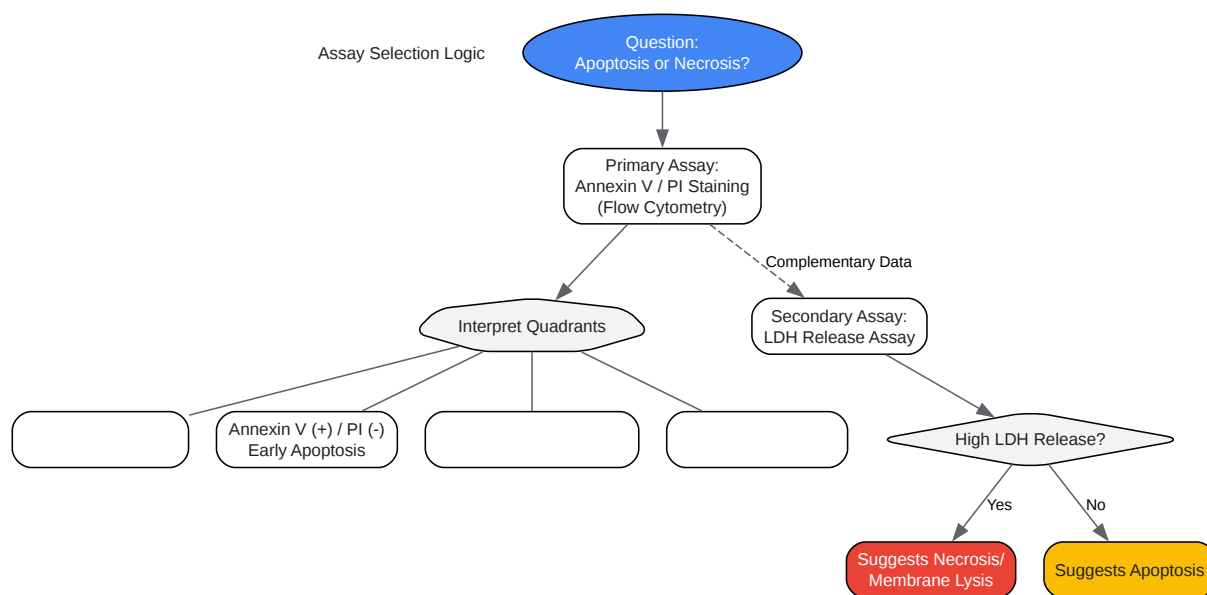 Assay Selection Logic
Question:
Apoptosis or Necrosis?
Primary Assay:
Annexin V / PI Staining
(Flow Cytometry)
Complementary Data
Interpret Quadrants
Secondary Assay:
LDH Release Assay
Annexin V (+) / PI (-)
Early Apoptosis
High LDH Release?
Yes
No
Suggests Necrosis/
Membrane Lysis
Suggests Apoptosis